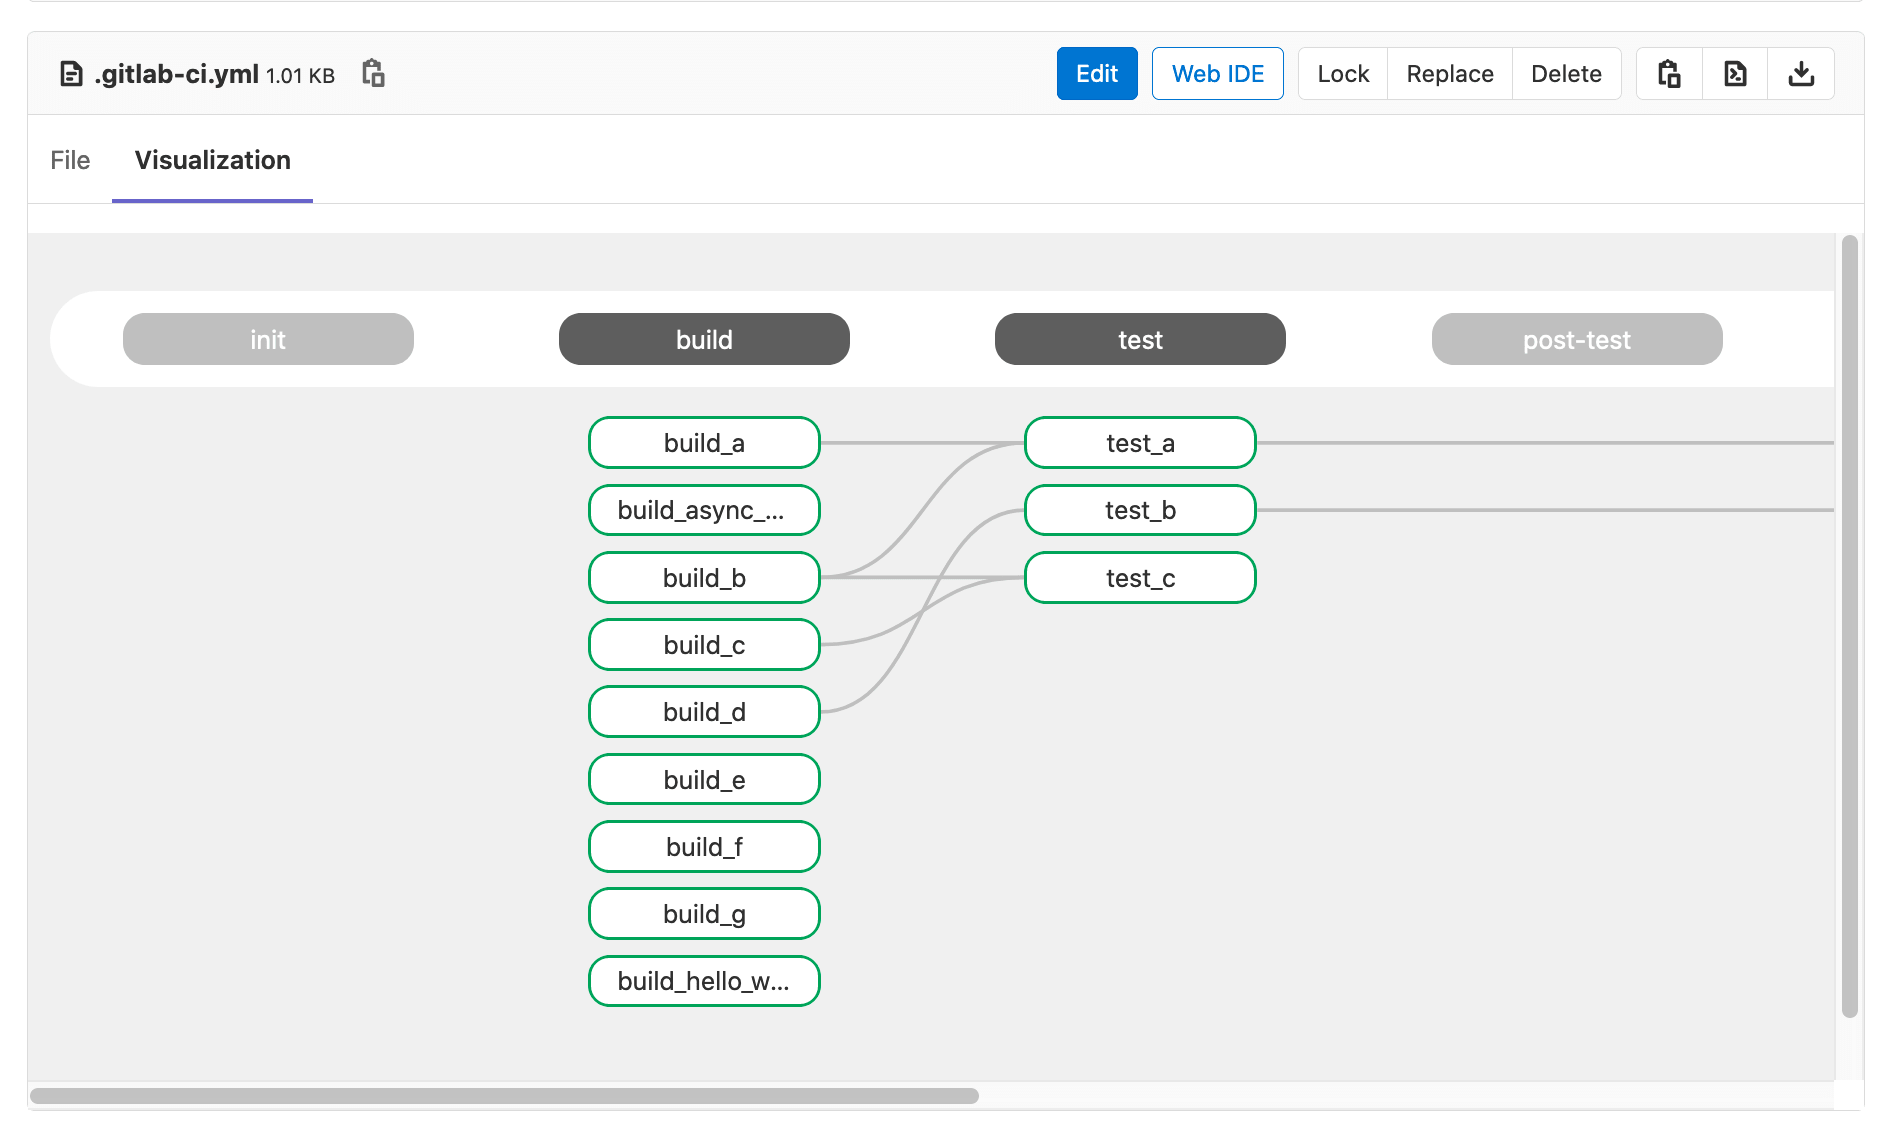 .gitlab-ci.yml 1.01 KB Edit Web IDE Lock Replace Delete
File Visualization
init build test post-test
build_a test_a
build_async_... test_b
build_b test_c
build_c
build_d
build_e
build_f
build_g
build_hello_w...